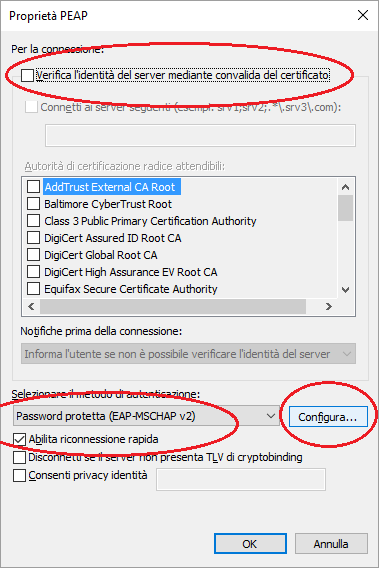 Proprietà PEAP
Per la connessione:
Verifica l'identità del server mediante convalida del certificato
Connetti ai server seguenti (esempi: srv1;srv2;.*\.srv3\.com):
Autorità di certificazione radice attendibili:
AddTrust External CA Root
Baltimore CyberTrust Root
Class 3 Public Primary Certification Authority
DigiCert Assured ID Root CA
DigiCert Global Root CA
DigiCert High Assurance EV Root CA
Equifax Secure Certificate Authority
Notifiche prima della connessione:
Informa l'utente se non è possibile verificare l'identità del server
Selezionare il metodo di autenticazione:
Password protetta (EAP-MSCHAP v2)
Configura...
Abilita riconnessione rapida
Disconnetti se il server non presenta TLV di cryptobinding
Consenti privacy identità
OK
Annulla